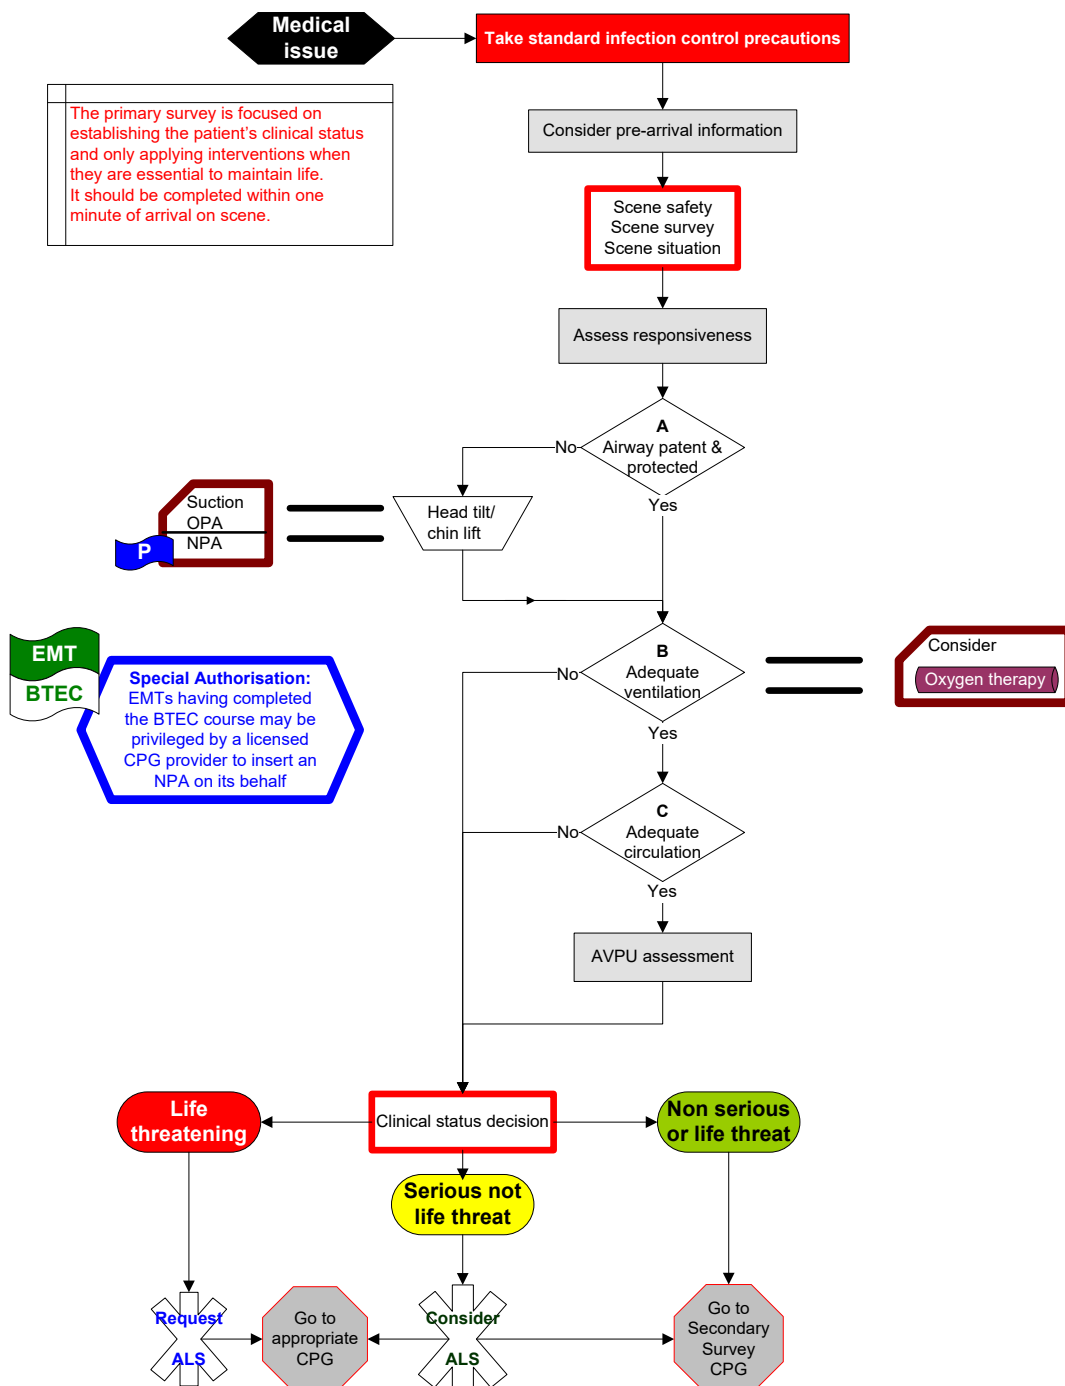 Medical
issue
Take standard infection control precautions
The primary survey is focused on
establishing the patient's clinical status
and only applying interventions when
they are essential to maintain life.
It should be completed within one
minute of arrival on scene.
Consider pre-arrival information
Scene safety
Scene survey
Scene situation
Assess responsiveness
A
Airway patent &
protected
No
Yes
Suction
OPA
NPA
P
Head tilt/
chin lift
EMT
BTEC
Special Authorisation:
EMTs having completed
the BTEC course may be
privileged by a licensed
CPG provider to insert an
NPA on its behalf
B
Adequate
ventilation
No
Yes
Consider
Oxygen therapy
C
Adequate
circulation
No
Yes
AVPU assessment
Life
threatening
Clinical status decision
Non serious
or life threat
Serious not
life threat
Request
ALS
Go to
appropriate
CPG
Consider
ALS
Go to
Secondary
Survey
CPG